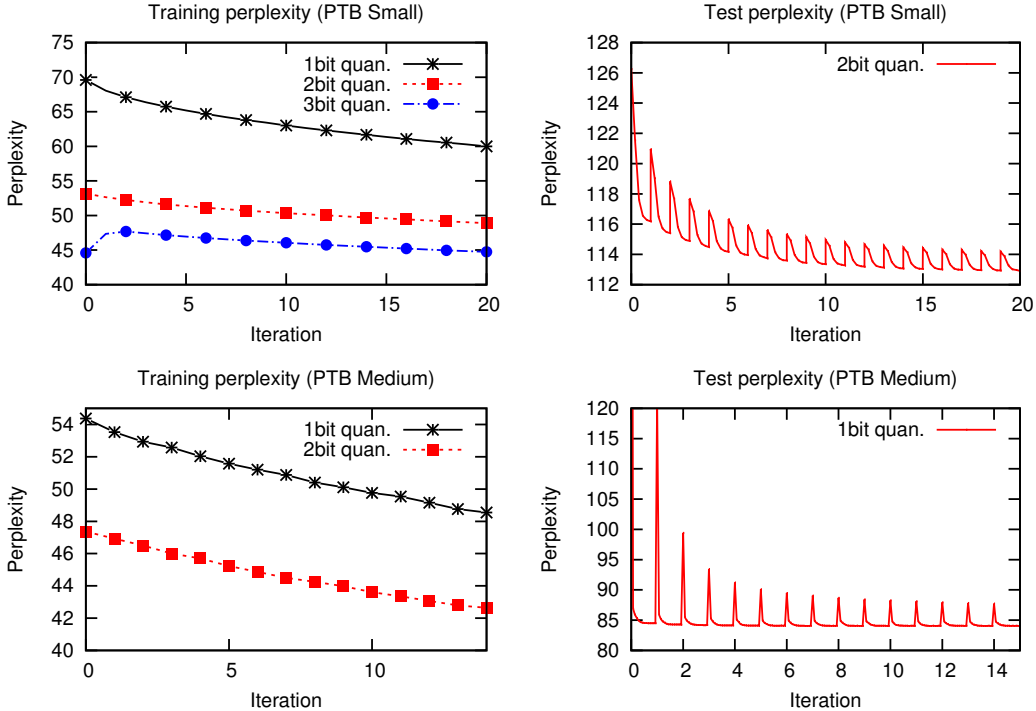 Training perplexity (PTB Small)
Perplexity
75
70
65
60
55
50
45
40
0
5
10
15
20
Iteration
1bit quan.
2bit quan.
3bit quan.
Test perplexity (PTB Small)
Perplexity
128
126
124
122
120
118
116
114
112
0
5
10
15
20
Iteration
2bit quan.
Training perplexity (PTB Medium)
Perplexity
54
52
50
48
46
44
42
40
0
5
10
Iteration
1bit quan.
2bit quan.
Test perplexity (PTB Medium)
Perplexity
120
115
110
105
100
95
90
85
80
0
2
4
6
8
10
12
14
Iteration
1bit quan.